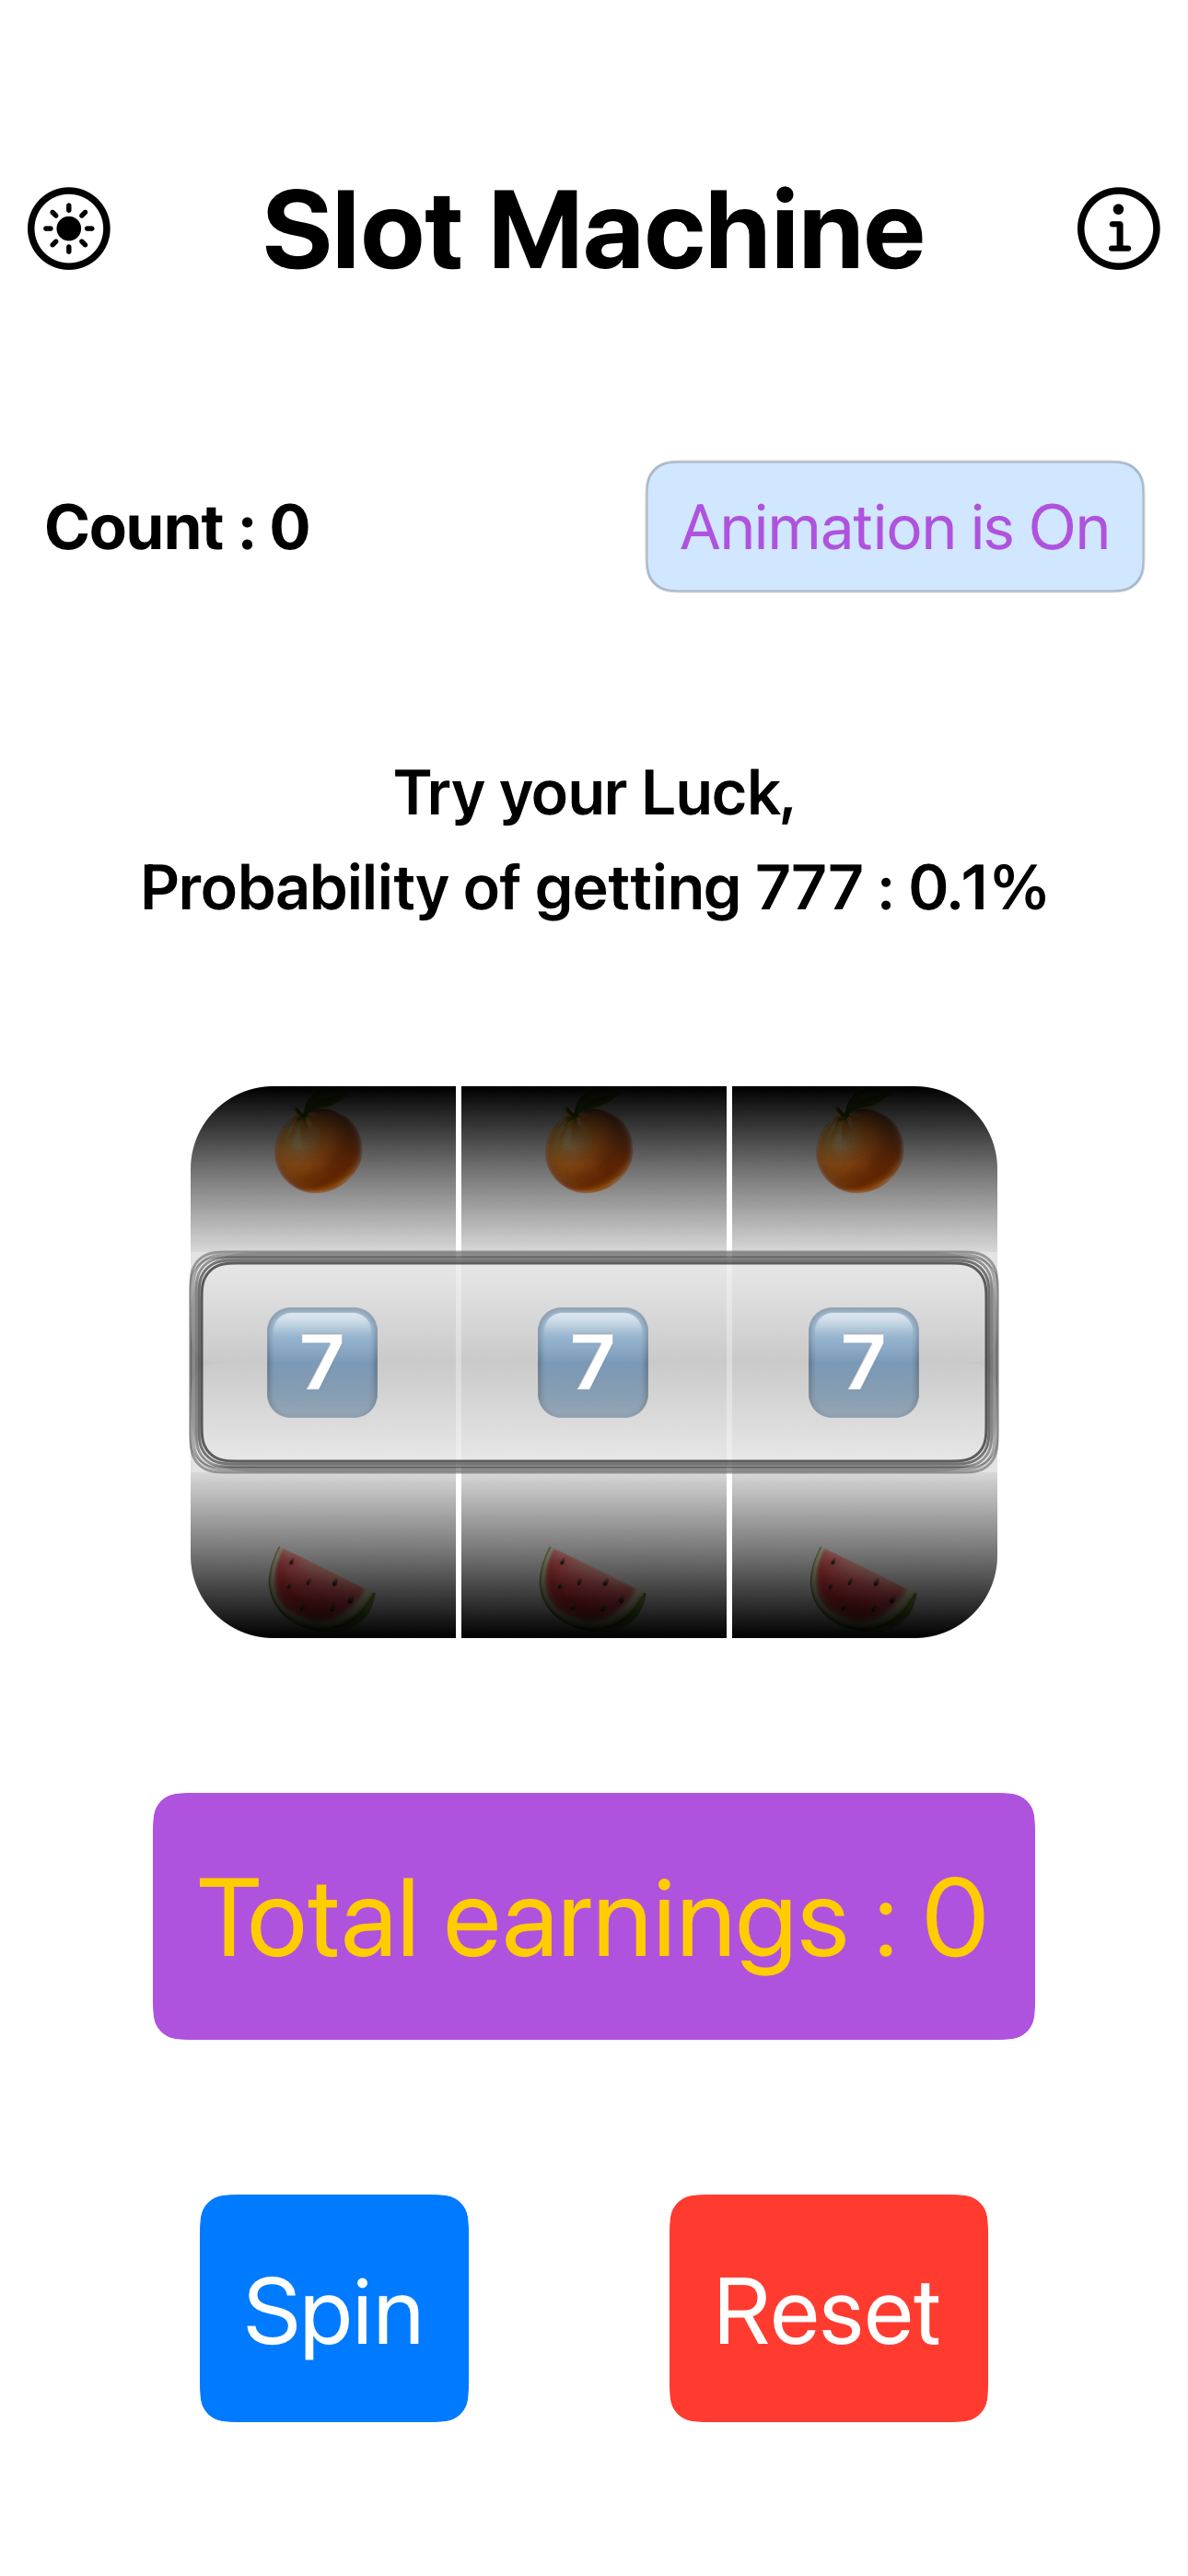 Slot Machine
Count : 0
Animation is On
Try your Luck,
Probability of getting 777 : 0.1%
7 7 7
Total earnings : 0
Spin
Reset